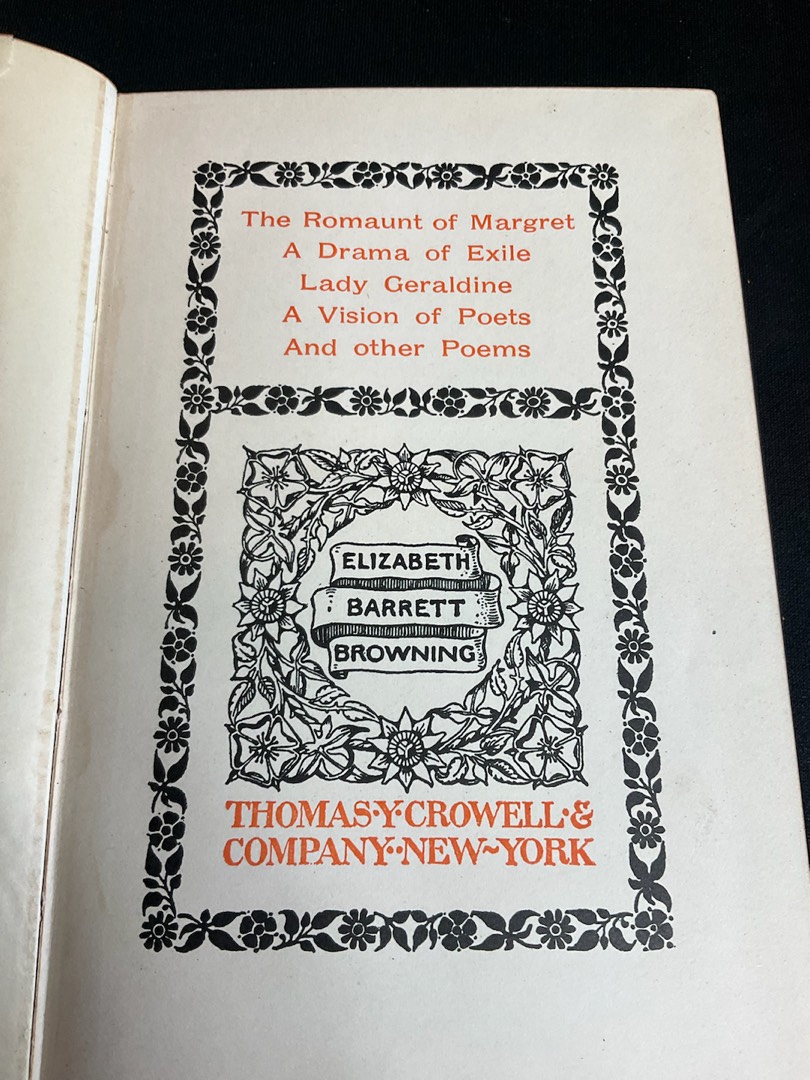 The Romaunt of Margret
A Drama of Exile
Lady Geraldine
A Vision of Poets
And other Poems
ELIZABETH
BARRETT
BROWNING
THOMAS·Y·CROWELL·&
COMPANY··NEW~YORK